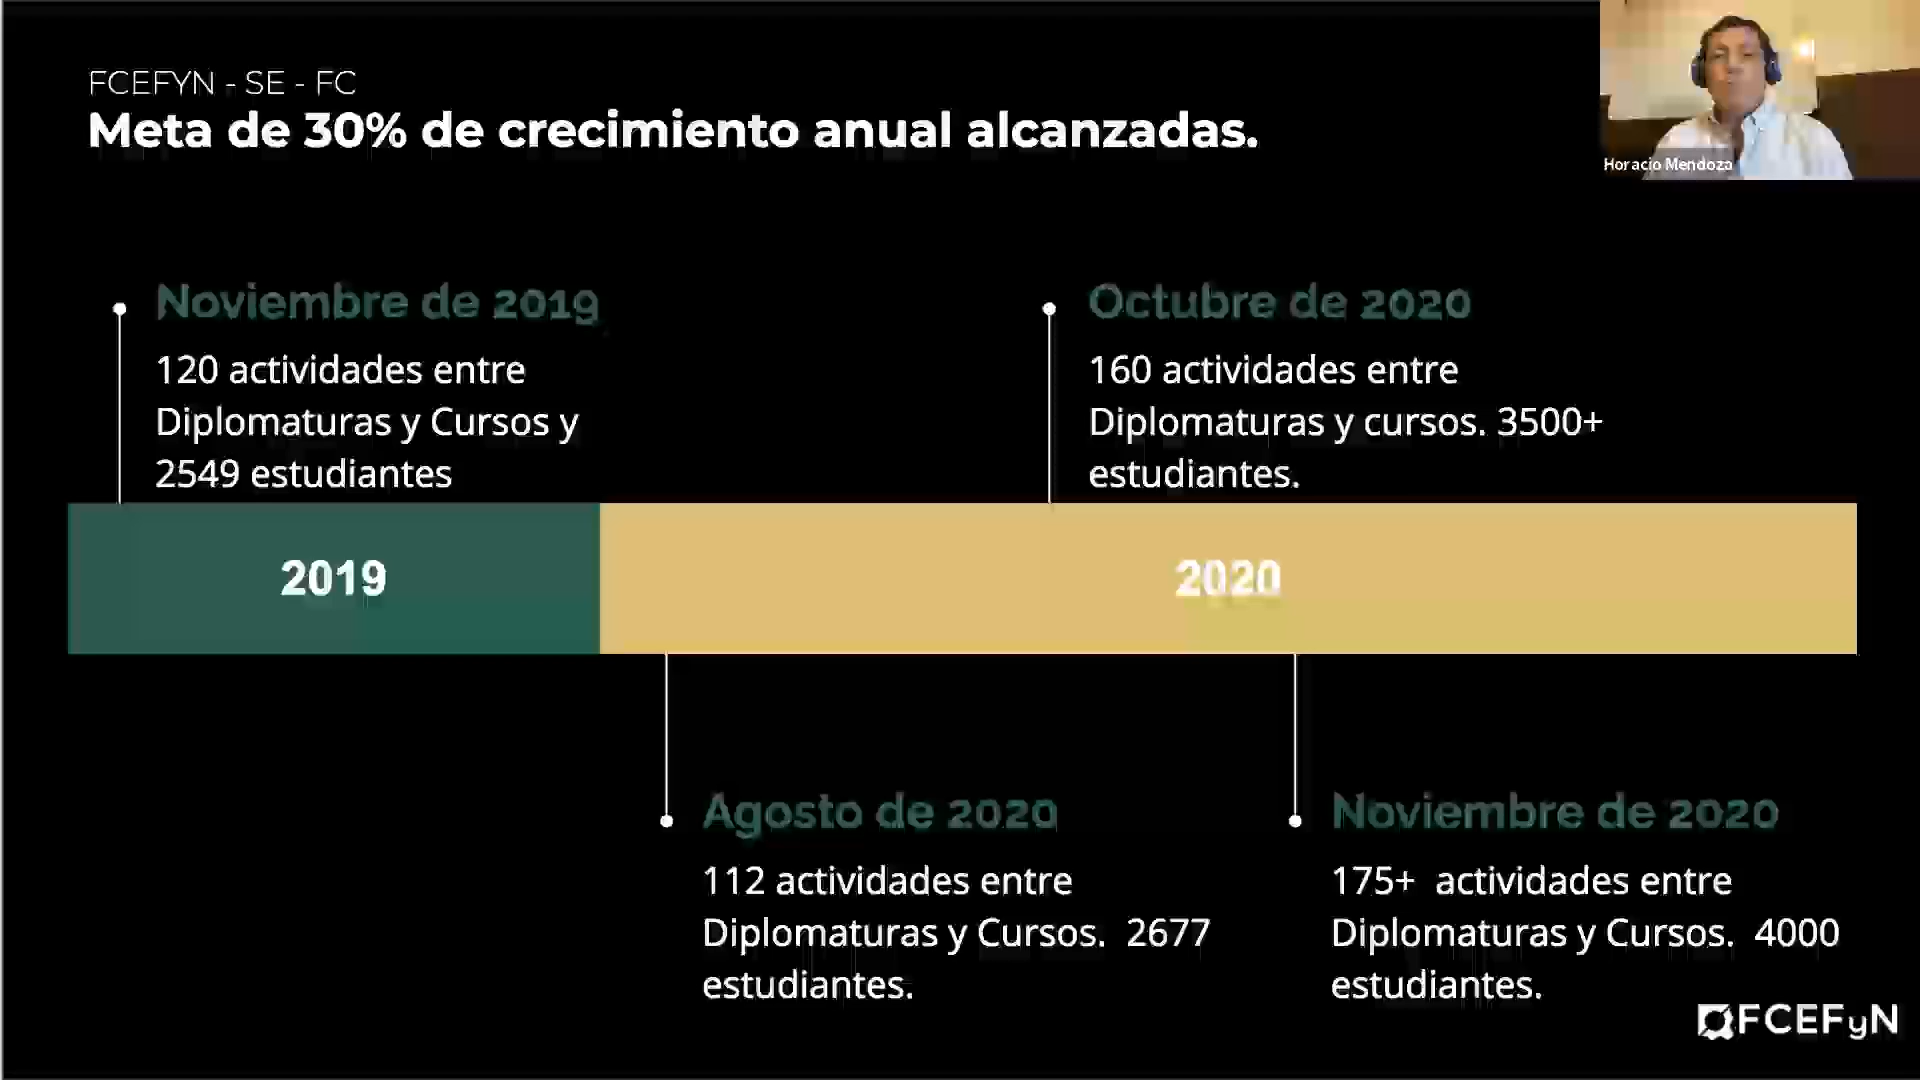 FCEFYN - SE - FC
Meta de 30% de crecimiento anual alcanzadas.
Horacio Mendoza
Noviembre de 2019
120 actividades entre
Diplomaturas y Cursos y
2549 estudiantes
Octubre de 2020
160 actividades entre
Diplomaturas y cursos. 3500+
estudiantes.
2019
2020
Agosto de 2020
112 actividades entre
Diplomaturas y Cursos.  2677
estudiantes.
Noviembre de 2020
175+  actividades entre
Diplomaturas y Cursos.  4000
estudiantes.
FCEFyN